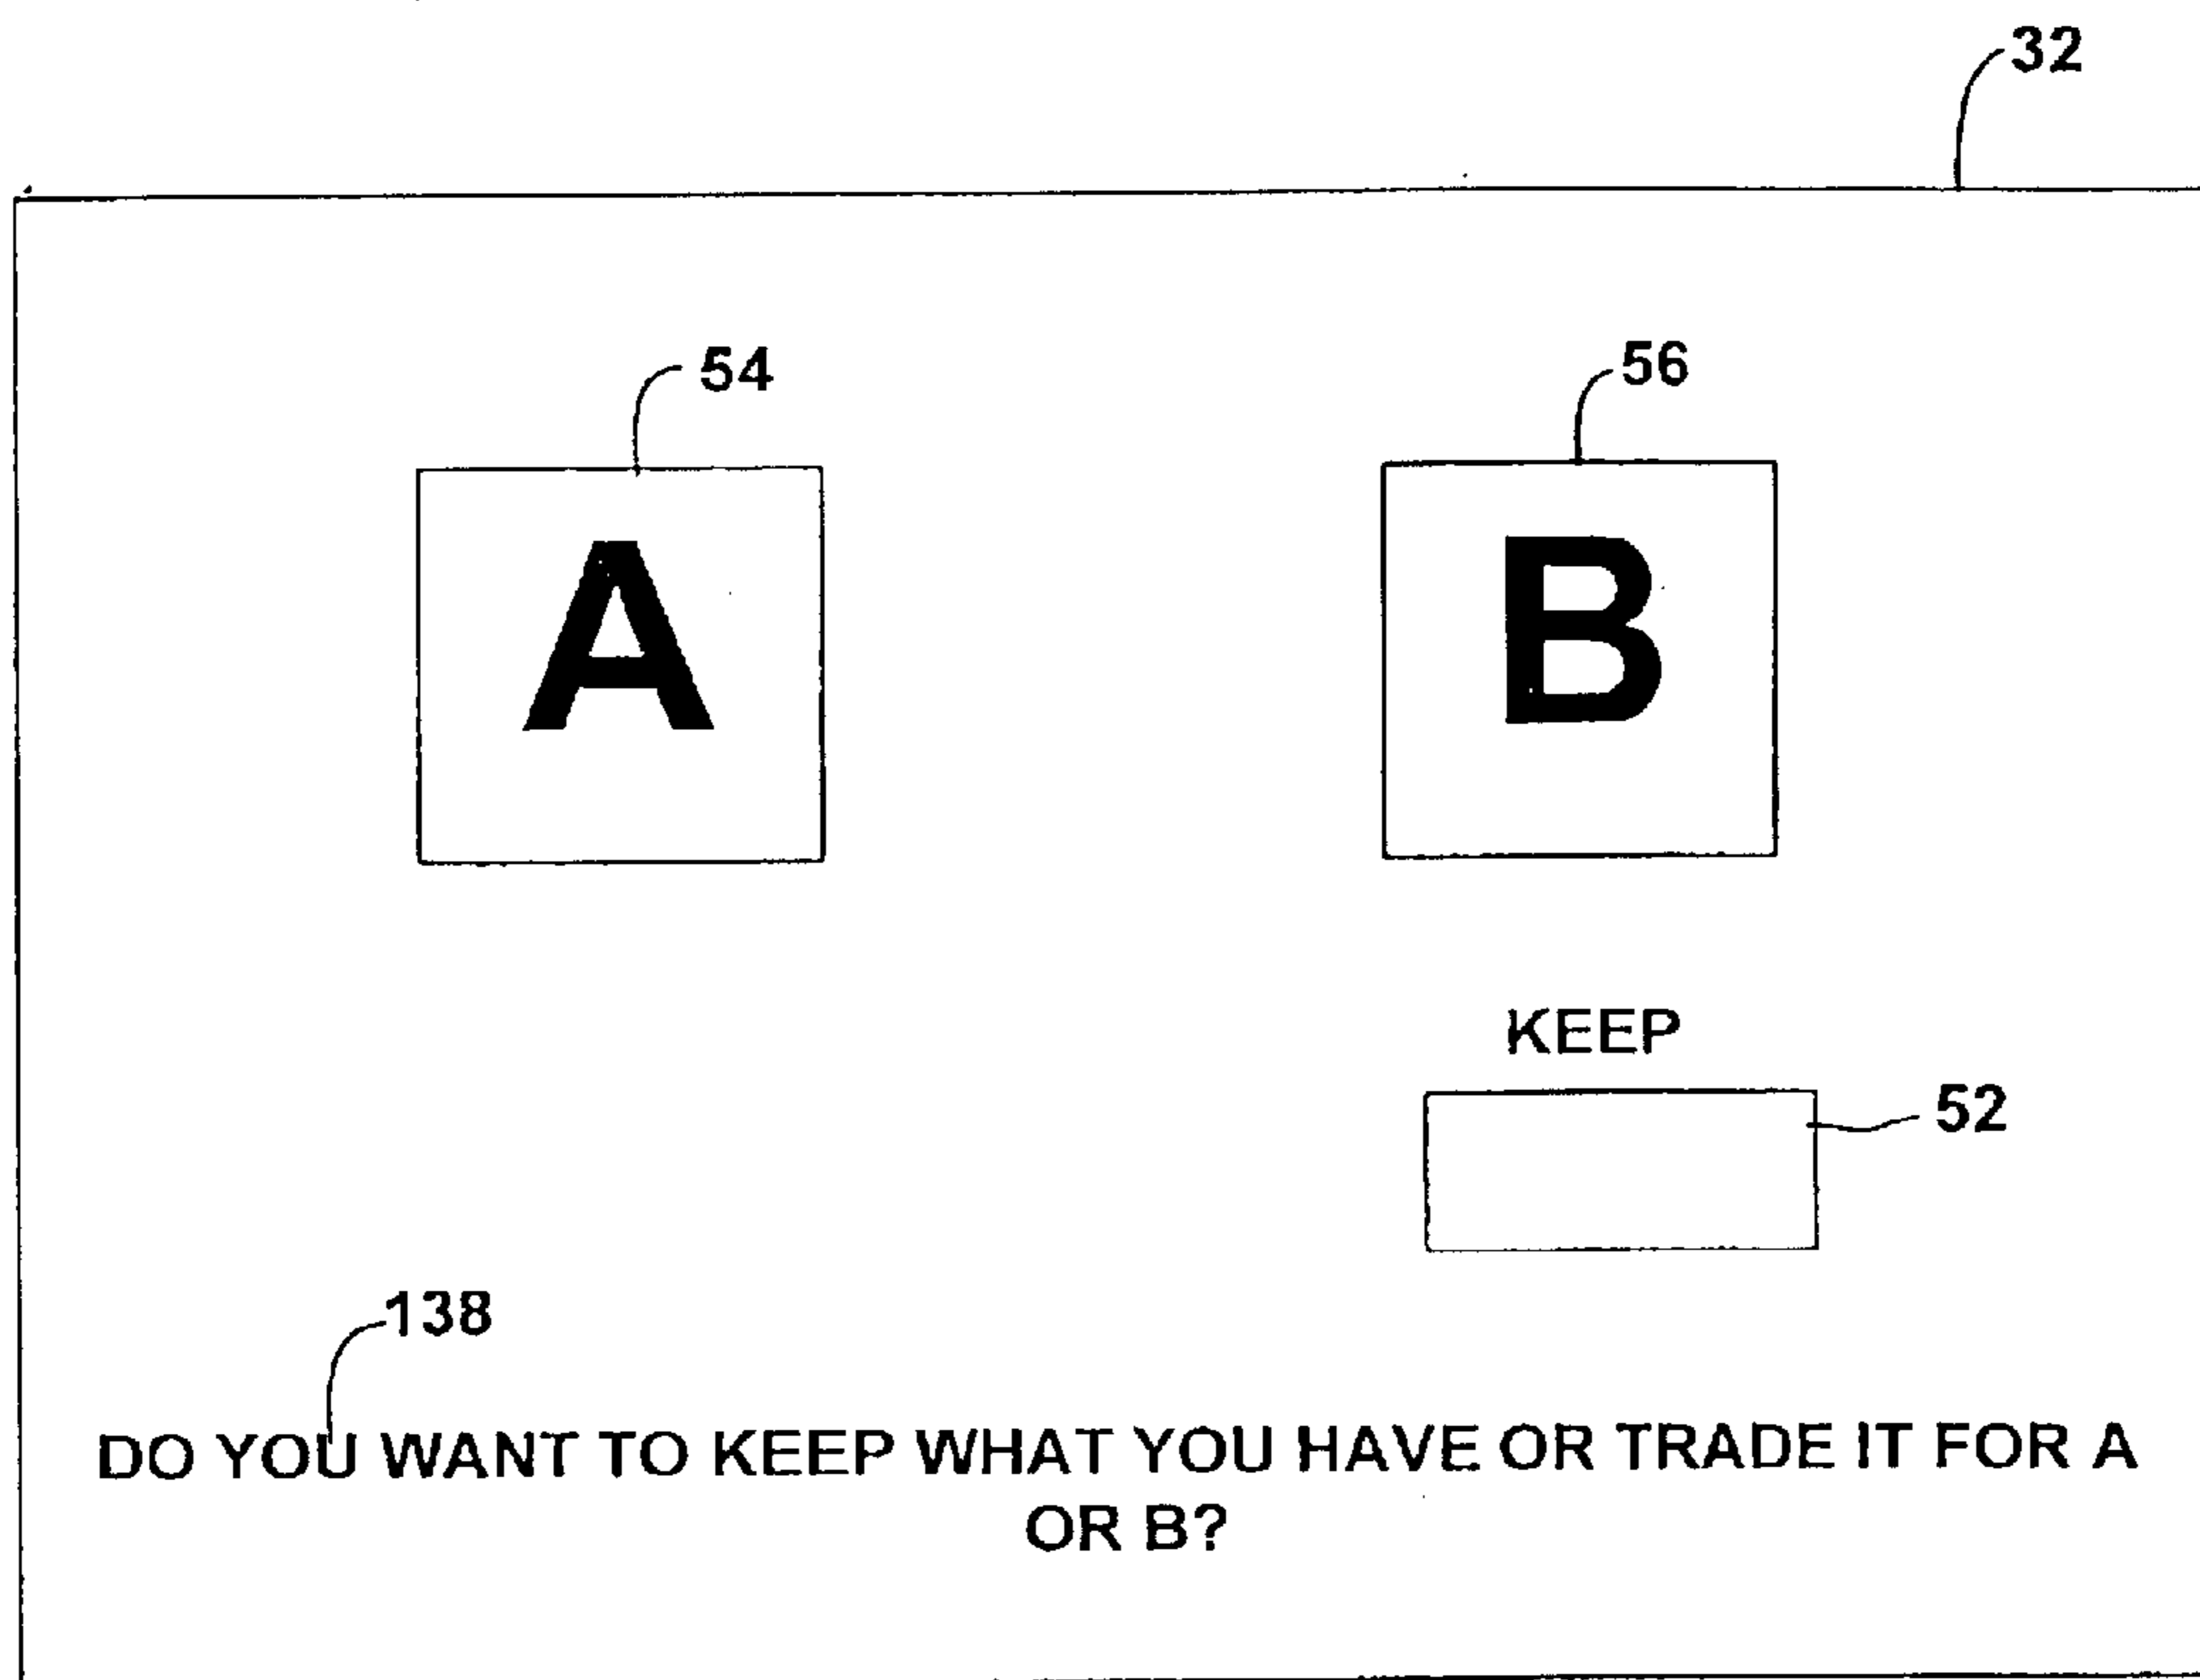 32
54
56
A
B
KEEP
52
138
DO YOU WANT TO KEEP WHAT YOU HAVE OR TRADE IT FOR A
OR B?